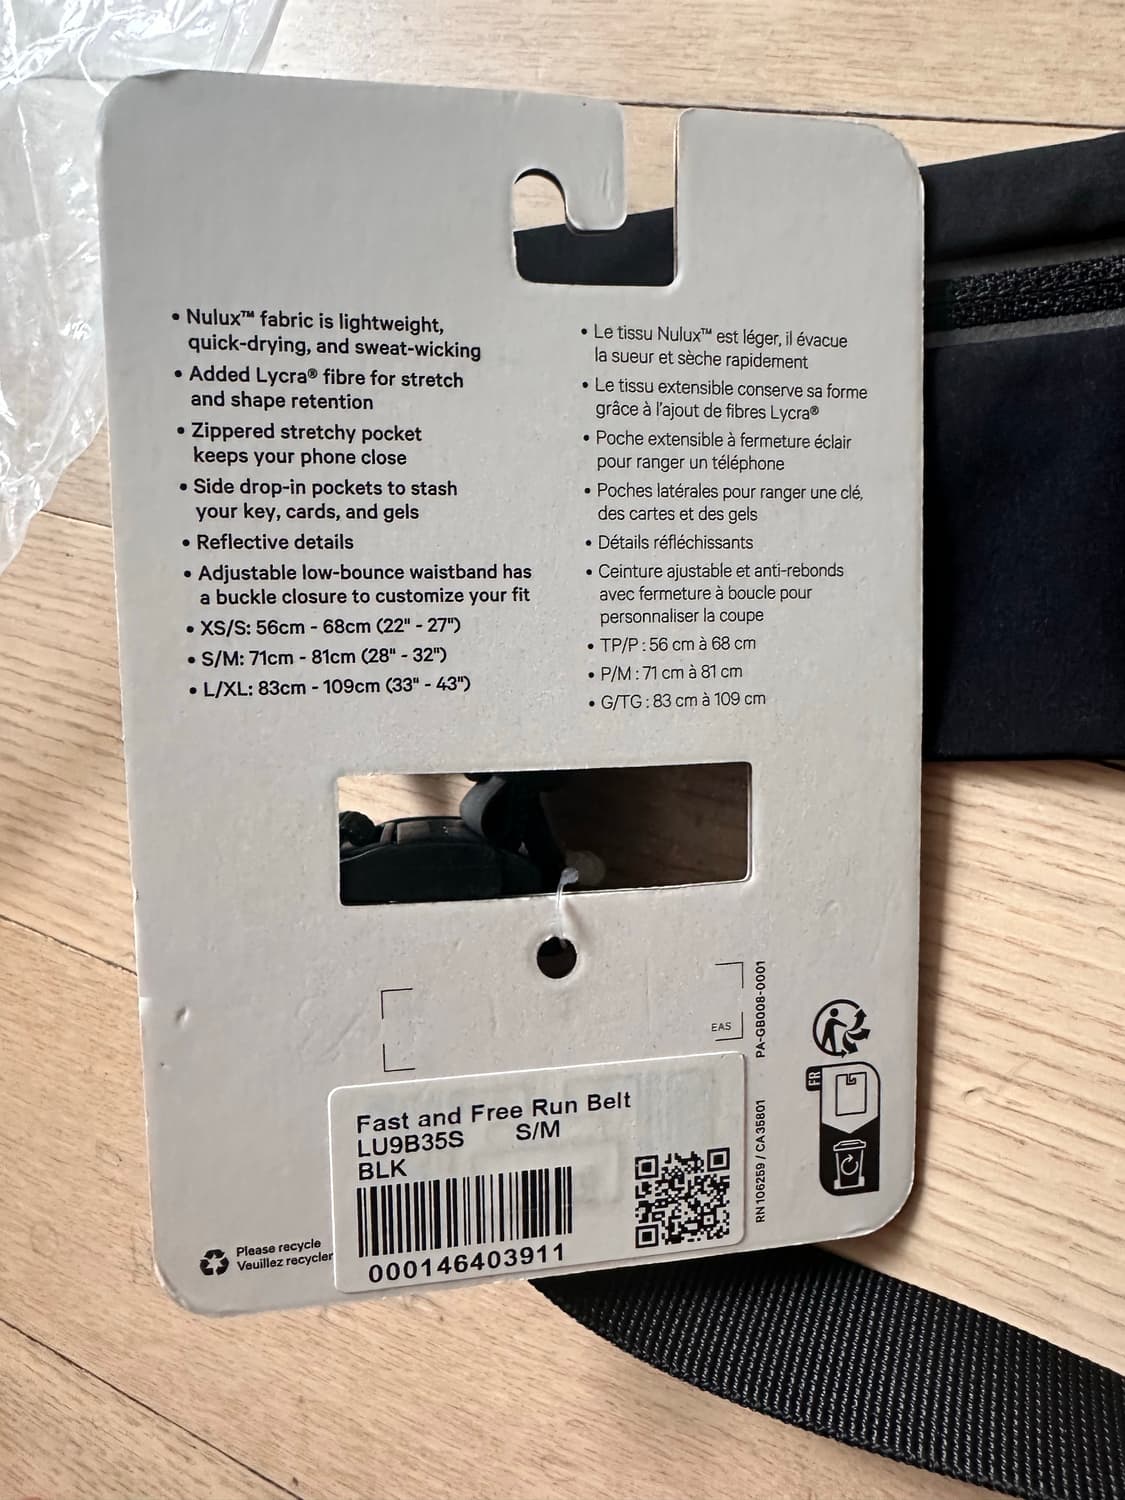 • Nulux™ fabric is lightweight,
quick-drying, and sweat-wicking
• Added Lycra® fibre for stretch
and shape retention
• Zippered stretchy pocket
keeps your phone close
• Side drop-in pockets to stash
your key, cards, and gels
• Reflective details
• Adjustable low-bounce waistband has
a buckle closure to customize your fit
• XS/S: 56cm - 68cm (22" - 27")
• S/M: 71cm - 81cm (28" - 32")
• L/XL: 83cm - 109cm (33" - 43")
• Le tissu Nulux™ est léger, il évacue
la sueur et sèche rapidement
• Le tissu extensible conserve sa forme
grâce à l'ajout de fibres Lycra®
• Poche extensible à fermeture éclair
pour ranger un téléphone
• Poches latérales pour ranger une clé,
des cartes et des gels
• Détails réfléchissants
• Ceinture ajustable et anti-rebonds
avec fermeture à boucle pour
personnaliser la coupe
• TP/P : 56 cm à 68 cm
• P/M : 71 cm à 81 cm
• G/TG : 83 cm à 109 cm
EAS
PA-GB008-0001
RN 106259 / CA 35801
FR
Fast and Free Run Belt
LU9B35S S/M
BLK
000146403911
Please recycle
Veuillez recycler